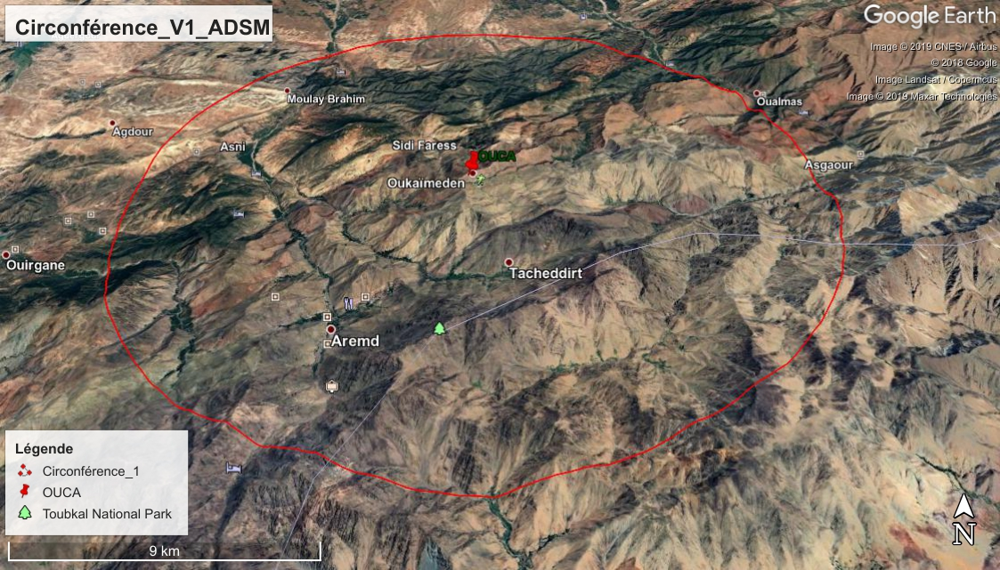 Circonférence_V1_ADSM
Google Earth
Image © 2019 CNES / Airbus
© 2018 Google
Image Landsat / Copernicus
Image © 2019 Maxar Technologies
Moulay Brahim
Oualmas
Agdour
Asni
Sidi Faress
OUCA
Asgaour
Oukaïmeden
Ouirgane
Tacheddirt
Aremd
Légende
Circonférence_1
OUCA
Toubkal National Park
9 km
N